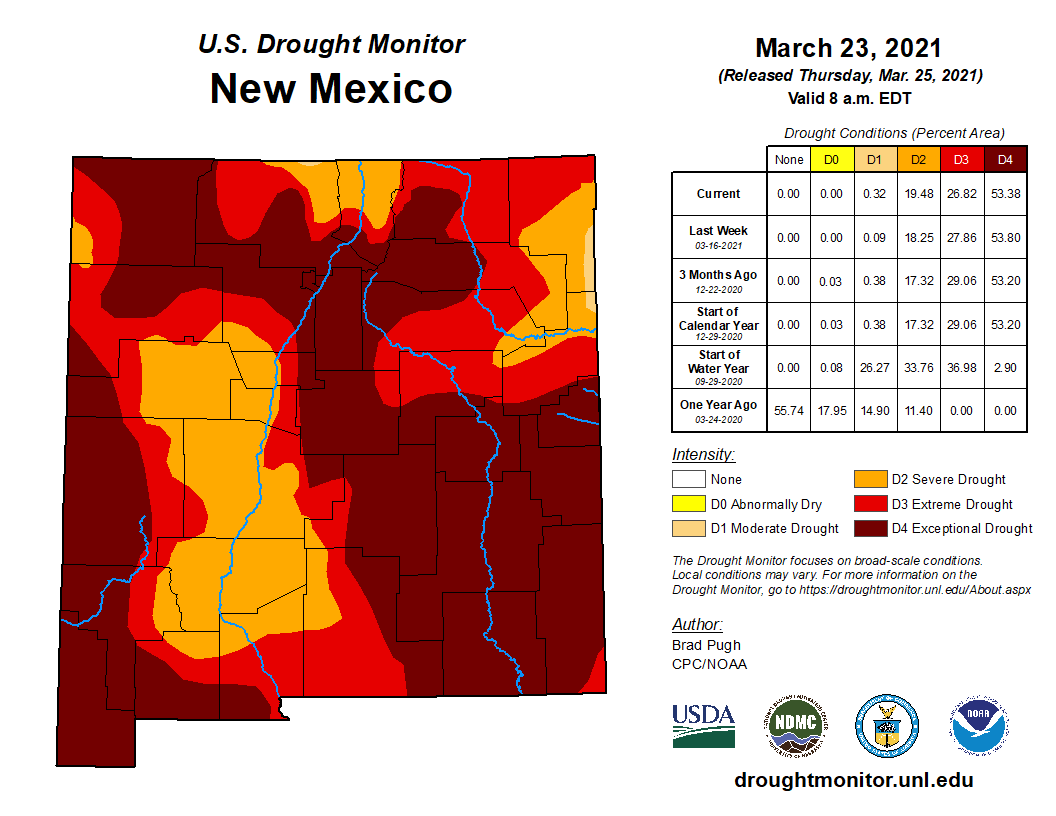 U.S. Drought Monitor
New Mexico
March 23, 2021
(Released Thursday, Mar. 25, 2021)
Valid 8 a.m. EDT
Drought Conditions (Percent Area)
None D0 D1 D2 D3 D4
Current 0.00 0.00 0.32 19.48 26.82 53.38
Last Week
03-16-2021
0.00 0.00 0.09 18.25 27.86 53.80
3 Months Ago
12-22-2020
0.00 0.03 0.38 17.32 29.06 53.20
Start of
Calendar Year
12-29-2020
0.00 0.03 0.38 17.32 29.06 53.20
Start of
Water Year
09-29-2020
0.00 0.08 26.27 33.76 36.98 2.90
One Year Ago
03-24-2020
55.74 17.95 14.90 11.40 0.00 0.00
Intensity:
None
D0 Abnormally Dry
D1 Moderate Drought
D2 Severe Drought
D3 Extreme Drought
D4 Exceptional Drought
The Drought Monitor focuses on broad-scale conditions.
Local conditions may vary. For more information on the
Drought Monitor, go to https://droughtmonitor.unl.edu/About.aspx
Author:
Brad Pugh
CPC/NOAA
USDA
NDMC
NOAA
droughtmonitor.unl.edu